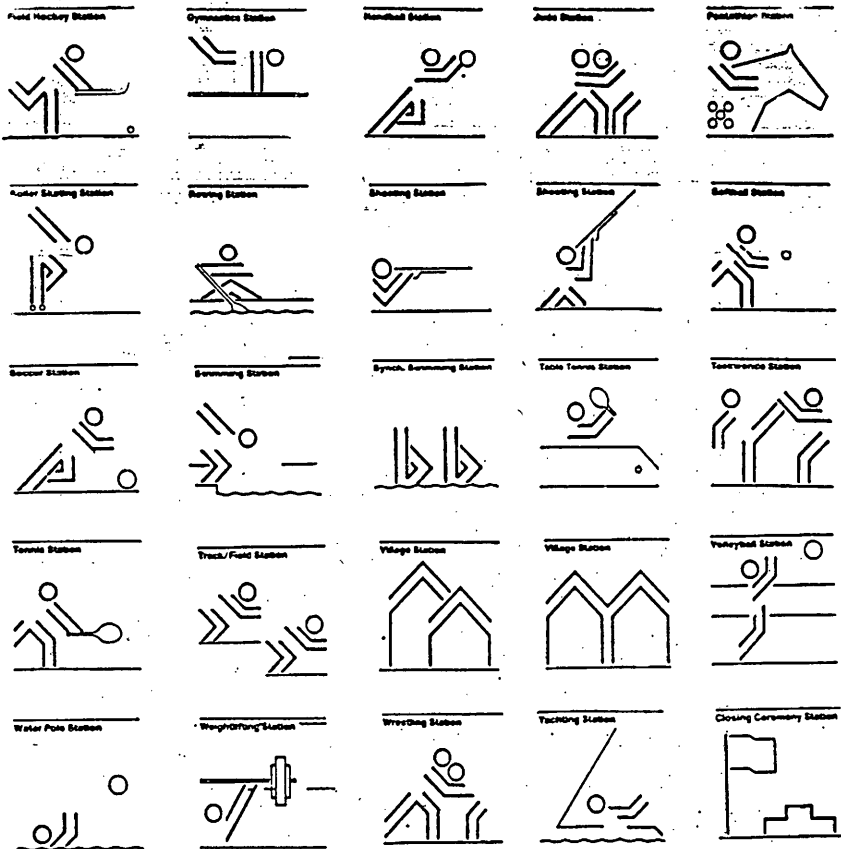 Field Hockey Station
Gymnastics Station
Handball Station
Judo Station
Pentathlon Station
Roller Skating Station
Rowing Station
Shooting Station
Shooting Station
Softball Station
Soccer Station
Swimming Station
Synch. Swimming Station
Table Tennis Station
Taekwondo Station
Tennis Station
Track/Field Station
Village Station
Village Station
Volleyball Station
Water Polo Station
Weightlifting Station
Wrestling Station
Yachting Station
Closing Ceremony Station